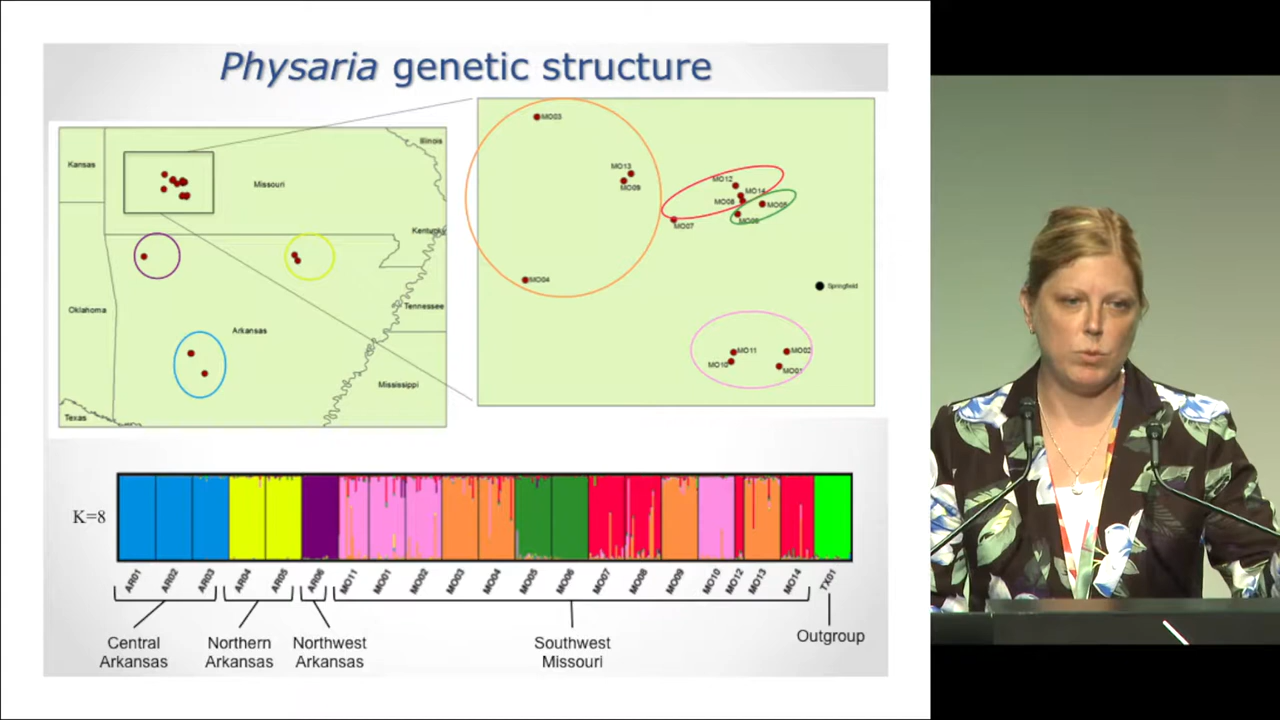 Physaria genetic structure
Kansas
Missouri
Illinois
Kentucky
Oklahoma
Arkansas
Tennessee
Mississippi
Texas
MO03
MO13
MO09
MO12
MO14
MO08
MO05
MO06
MO07
MO04
Springfield
MO11
MO02
MO10
MO01
K=8
AR01 AR02 AR03 AR04 AR05 AR06 MO11 MO01 MO02 MO03 MO04 MO05 MO06 MO07 MO08 MO09 MO10 MO12 MO13 MO14 TX01
Central
Arkansas
Northern
Arkansas
Northwest
Arkansas
Southwest
Missouri
Outgroup